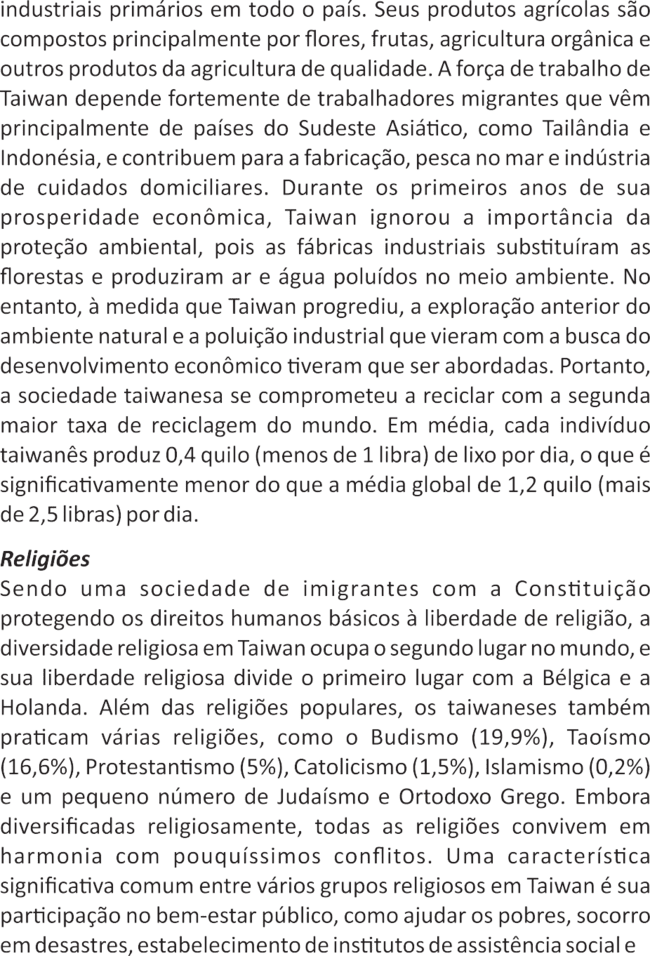 industriais primários em todo o país. Seus produtos agrícolas são
compostos principalmente por flores, frutas, agricultura orgânica e
outros produtos da agricultura de qualidade. A força de trabalho de
Taiwan depende fortemente de trabalhadores migrantes que vêm
principalmente de países do Sudeste Asiático, como Tailândia e
Indonésia, e contribuem para a fabricação, pesca no mar e indústria
de cuidados domiciliares. Durante os primeiros anos de sua
prosperidade econômica, Taiwan ignorou a importância da
proteção ambiental, pois as fábricas industriais substituíram as
florestas e produziram ar e água poluídos no meio ambiente. No
entanto, à medida que Taiwan progrediu, a exploração anterior do
ambiente natural e a poluição industrial que vieram com a busca do
desenvolvimento econômico tiveram que ser abordadas. Portanto,
a sociedade taiwanesa se comprometeu a reciclar com a segunda
maior taxa de reciclagem do mundo. Em média, cada indivíduo
taiwanês produz 0,4 quilo (menos de 1 libra) de lixo por dia, o que é
significativamente menor do que a média global de 1,2 quilo (mais
de 2,5 libras) por dia.
Religiões
Sendo uma sociedade de imigrantes com a Constituição
protegendo os direitos humanos básicos à liberdade de religião, a
diversidade religiosa em Taiwan ocupa o segundo lugar no mundo, e
sua liberdade religiosa divide o primeiro lugar com a Bélgica e a
Holanda. Além das religiões populares, os taiwaneses também
praticam várias religiões, como o Budismo (19,9%), Taoísmo
(16,6%), Protestantismo (5%), Catolicismo (1,5%), Islamismo (0,2%)
e um pequeno número de Judaísmo e Ortodoxo Grego. Embora
diversificadas religiosamente, todas as religiões convivem em
harmonia com pouquíssimos conflitos. Uma característica
significativa comum entre vários grupos religiosos em Taiwan é sua
participação no bem-estar público, como ajudar os pobres, socorro
em desastres, estabelecimento de institutos de assistência social e